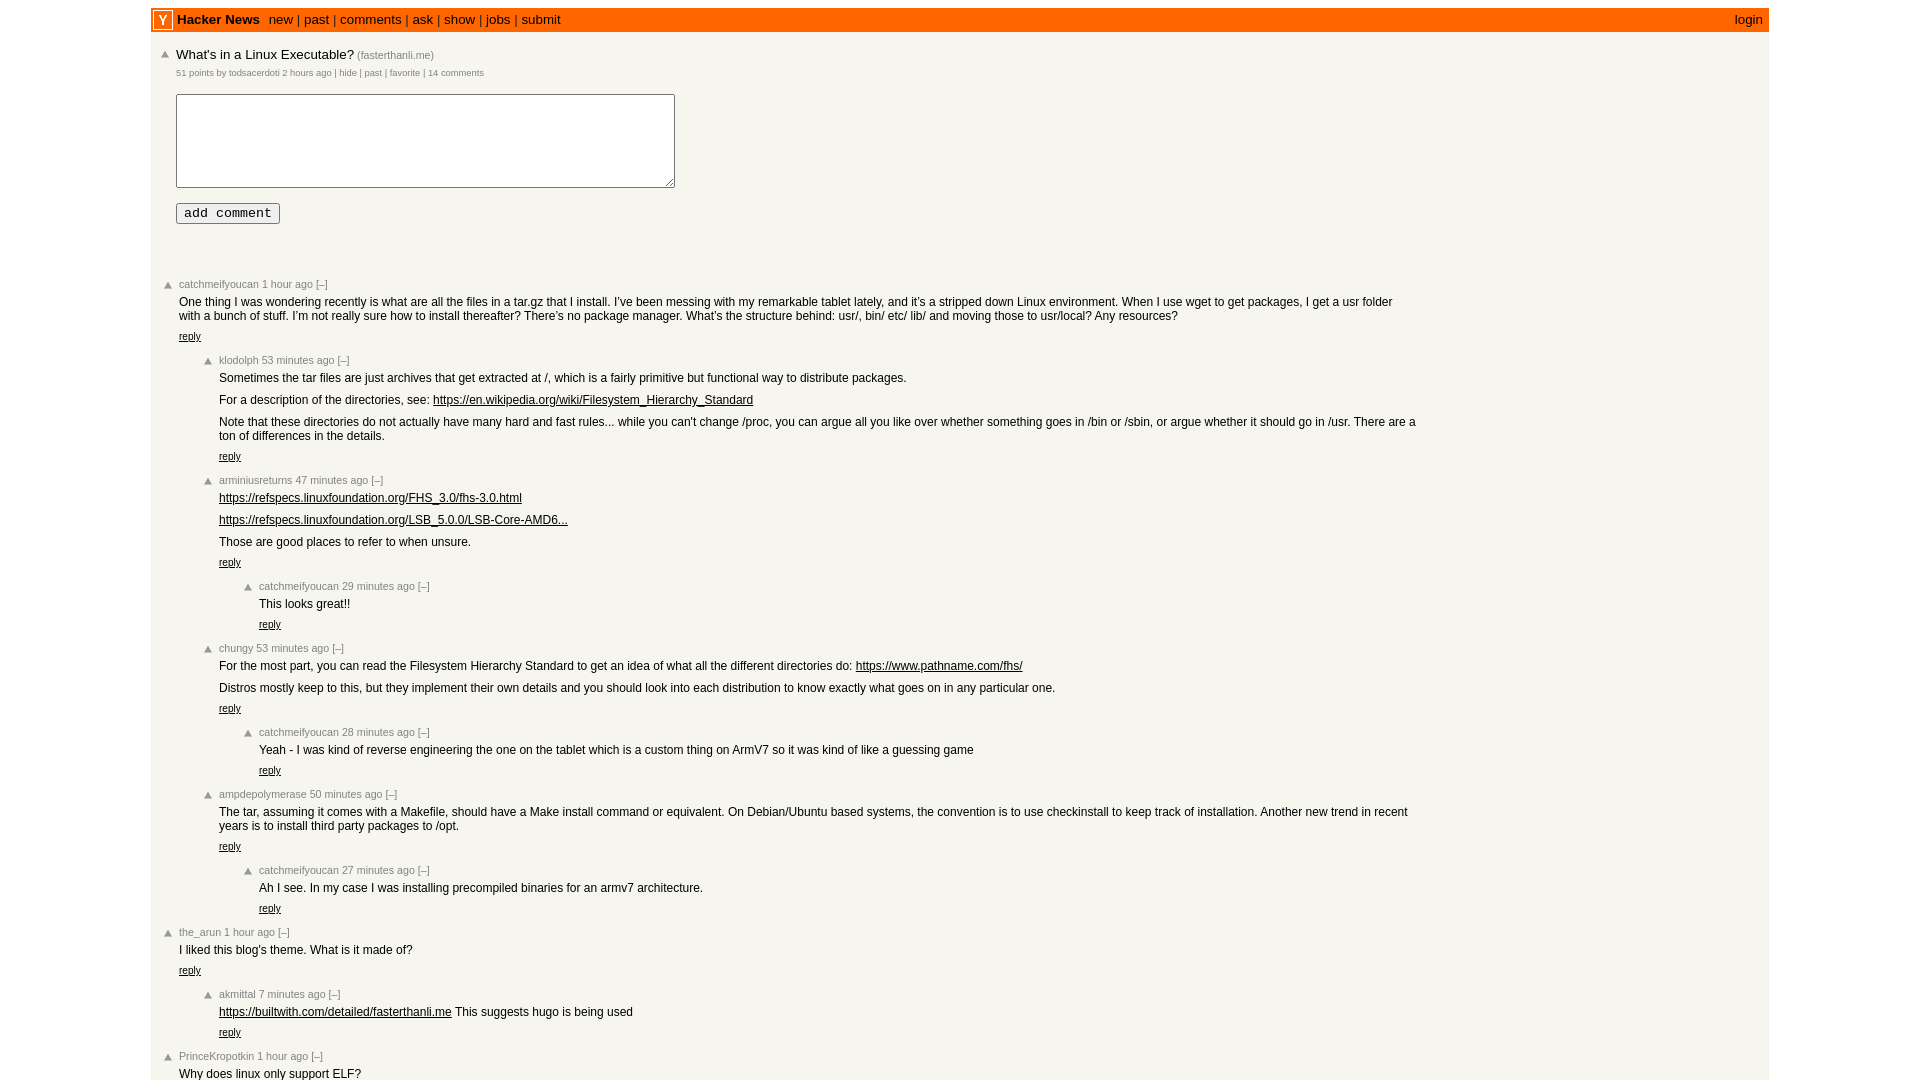 Y Hacker News new | past | comments | ask | show | jobs | submit login
What's in a Linux Executable? (fasterthanli.me)
51 points by todsacerdoti 2 hours ago | hide | past | favorite | 14 comments
add comment
catchmeifyoucan 1 hour ago [–]
One thing I was wondering recently is what are all the files in a tar.gz that I install. I’ve been messing with my remarkable tablet lately, and it’s a stripped down Linux environment. When I use wget to get packages, I get a usr folder
with a bunch of stuff. I’m not really sure how to install thereafter? There’s no package manager. What’s the structure behind: usr/, bin/ etc/ lib/ and moving those to usr/local? Any resources?
reply
klodolph 53 minutes ago [–]
Sometimes the tar files are just archives that get extracted at /, which is a fairly primitive but functional way to distribute packages.
For a description of the directories, see: https://en.wikipedia.org/wiki/Filesystem_Hierarchy_Standard
Note that these directories do not actually have many hard and fast rules... while you can't change /proc, you can argue all you like over whether something goes in /bin or /sbin, or argue whether it should go in /usr. There are a
ton of differences in the details.
reply
arminiusreturns 47 minutes ago [–]
https://refspecs.linuxfoundation.org/FHS_3.0/fhs-3.0.html
https://refspecs.linuxfoundation.org/LSB_5.0.0/LSB-Core-AMD6...
Those are good places to refer to when unsure.
reply
catchmeifyoucan 29 minutes ago [–]
This looks great!!
reply
chungy 53 minutes ago [–]
For the most part, you can read the Filesystem Hierarchy Standard to get an idea of what all the different directories do: https://www.pathname.com/fhs/
Distros mostly keep to this, but they implement their own details and you should look into each distribution to know exactly what goes on in any particular one.
reply
catchmeifyoucan 28 minutes ago [–]
Yeah - I was kind of reverse engineering the one on the tablet which is a custom thing on ArmV7 so it was kind of like a guessing game
reply
ampdepolymerase 50 minutes ago [–]
The tar, assuming it comes with a Makefile, should have a Make install command or equivalent. On Debian/Ubuntu based systems, the convention is to use checkinstall to keep track of installation. Another new trend in recent
years is to install third party packages to /opt.
reply
catchmeifyoucan 27 minutes ago [–]
Ah I see. In my case I was installing precompiled binaries for an armv7 architecture.
reply
the_arun 1 hour ago [–]
I liked this blog's theme. What is it made of?
reply
akmittal 7 minutes ago [–]
https://builtwith.com/detailed/fasterthanli.me This suggests hugo is being used
reply
PrinceKropotkin 1 hour ago [–]
Why does linux only support ELF?